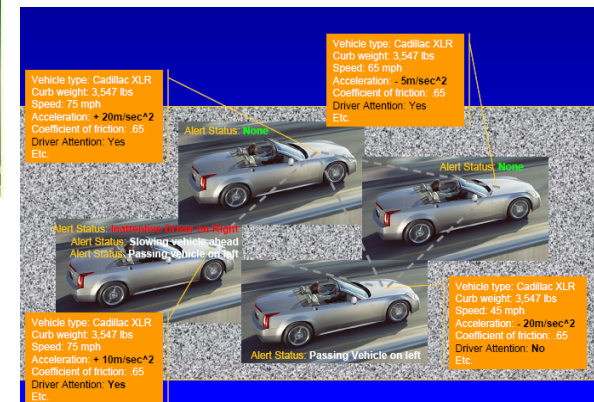 Vehicle type: Cadillac XLR
Curb weight: 3,547 lbs
Speed: 75 mph
Acceleration: + 20m/sec^2
Coefficient of friction: .65
Driver Attention: Yes
Etc.
Vehicle type: Cadillac XLR
Curb weight: 3,547 lbs
Speed: 65 mph
Acceleration: - 5m/sec^2
Coefficient of friction: .65
Driver Attention: Yes
Etc.
Alert Status: None
Alert Status: None
Alert Status: Inattentive Driver on Right
Alert Status: Slowing vehicle ahead
Alert Status: Passing vehicle on left
Vehicle type: Cadillac XLR
Curb weight: 3,547 lbs
Speed: 75 mph
Acceleration: + 10m/sec^2
Coefficient of friction: .65
Driver Attention: Yes
Etc.
Alert Status: Passing Vehicle on left
Vehicle type: Cadillac XLR
Curb weight: 3,547 lbs
Speed: 45 mph
Acceleration: - 20m/sec^2
Coefficient of friction: .65
Driver Attention: No
Etc.